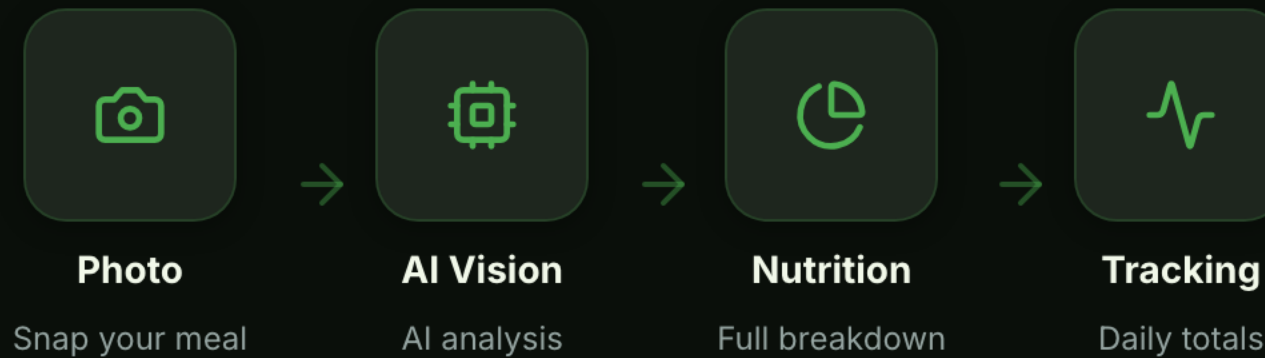 Photo
Snap your meal
AI Vision
AI analysis
Nutrition
Full breakdown
Tracking
Daily totals